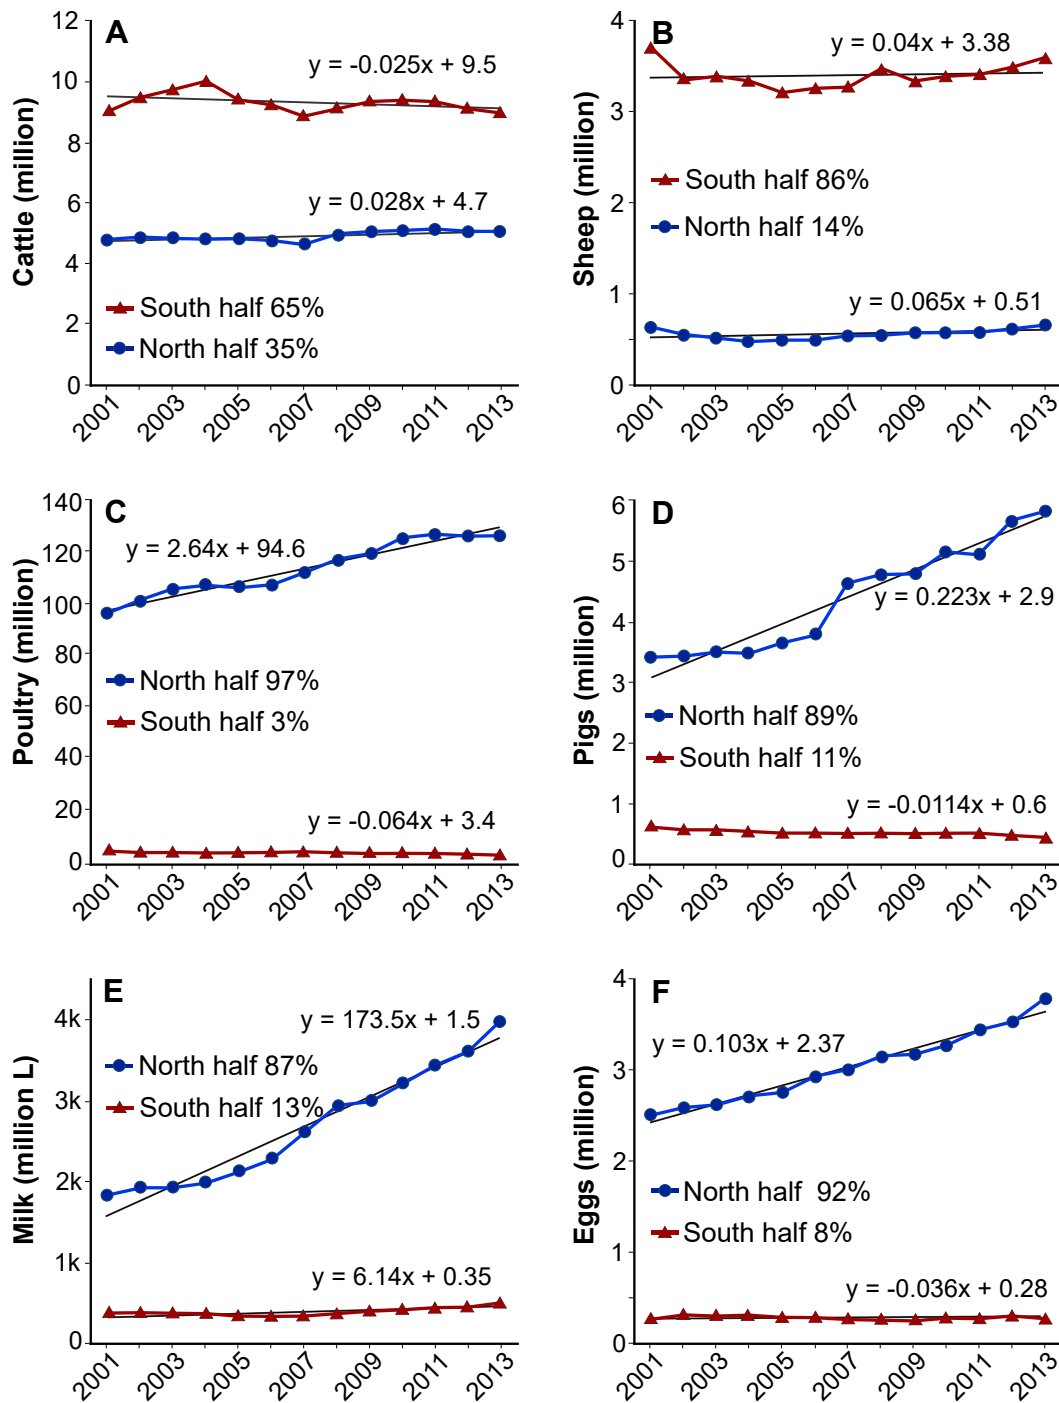 A
Cattle (million)
12
10
8
6
4
2
0
y = -0.025x + 9.5
y = 0.028x + 4.7
South half 65%
North half 35%
2001
2003
2005
2007
2009
2011
2013
B
Sheep (million)
4
3
2
1
0
y = 0.04x + 3.38
South half 86%
North half 14%
y = 0.065x + 0.51
2001
2003
2005
2007
2009
2011
2013
C
Poultry (million)
140
120
100
80
60
40
20
0
y = 2.64x + 94.6
North half 97%
South half 3%
y = -0.064x + 3.4
2001
2003
2005
2007
2009
2011
2013
D
Pigs (million)
6
5
4
3
2
1
0
y = 0.223x + 2.9
North half 89%
South half 11%
y = -0.0114x + 0.6
2001
2003
2005
2007
2009
2011
2013
E
Milk (million L)
4k
3k
2k
1k
0
y = 173.5x + 1.5
North half 87%
South half 13%
y = 6.14x + 0.35
2001
2003
2005
2007
2009
2011
2013
F
Eggs (million)
4
3
2
1
0
y = 0.103x + 2.37
North half 92%
South half 8%
y = -0.036x + 0.28
2001
2003
2005
2007
2009
2011
2013